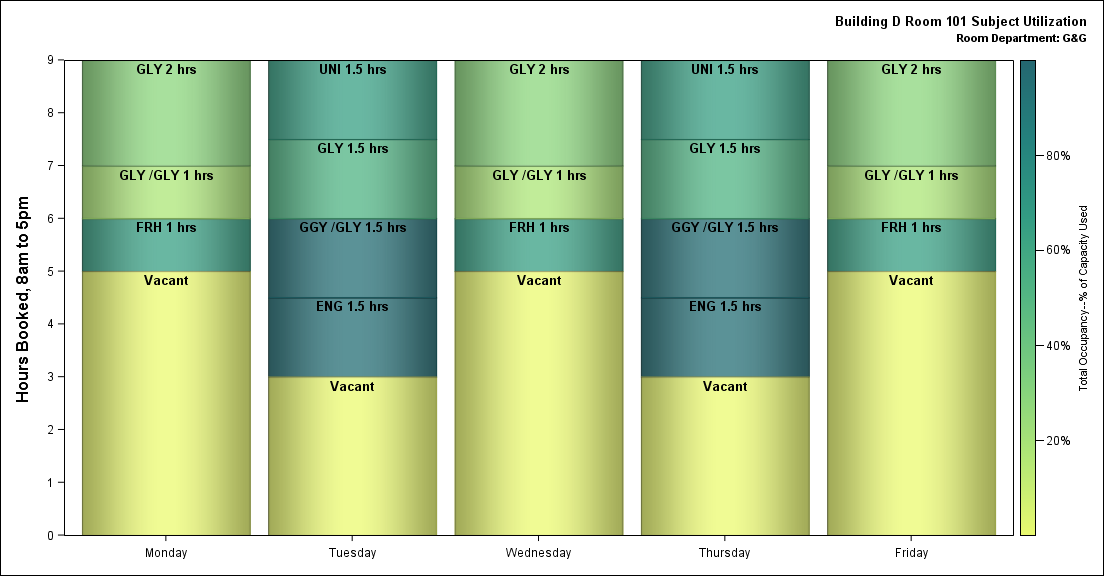 Building D Room 101 Subject Utilization
Room Department: G&G
Hours Booked, 8am to 5pm
9
8
7
6
5
4
3
2
1
0
GLY 2 hrs
GLY /GLY 1 hrs
FRH 1 hrs
Vacant
UNI 1.5 hrs
GLY 1.5 hrs
GGY /GLY 1.5 hrs
ENG 1.5 hrs
Vacant
GLY 2 hrs
GLY /GLY 1 hrs
FRH 1 hrs
Vacant
UNI 1.5 hrs
GLY 1.5 hrs
GGY /GLY 1.5 hrs
ENG 1.5 hrs
Vacant
GLY 2 hrs
GLY /GLY 1 hrs
FRH 1 hrs
Vacant
Monday
Tuesday
Wednesday
Thursday
Friday
80%
60%
40%
20%
Total Occupancy--% of Capacity Used